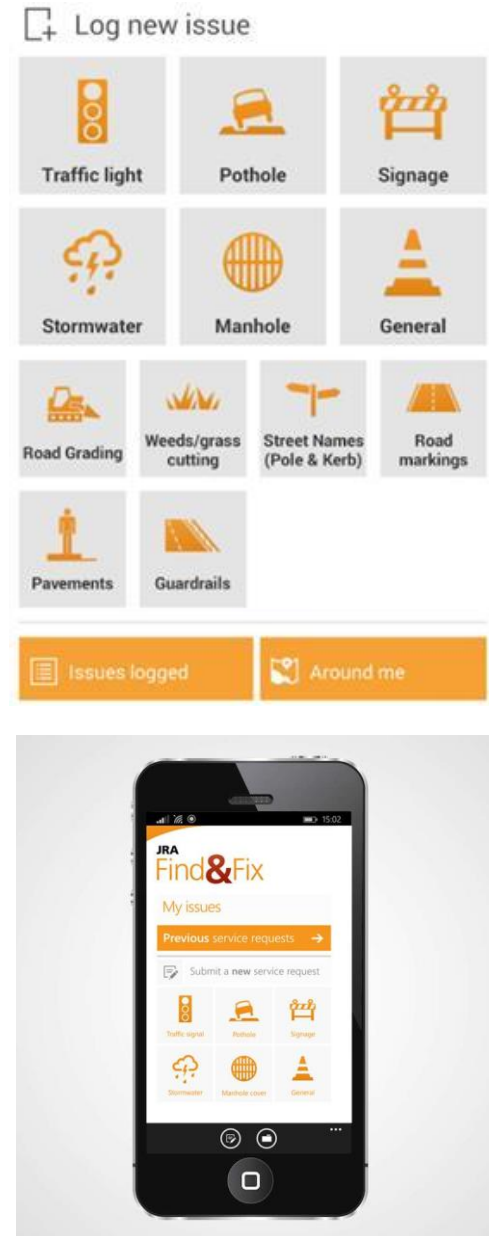 Log new issue
Traffic light
Pothole
Signage
Stormwater
Manhole
General
Road Grading
Weeds/grass
cutting
Street Names
(Pole & Kerb)
Road
markings
Pavements
Guardrails
Issues logged
Around me
15:02
JRA
Find&Fix
My issues
Previous service requests
Submit a new service request
Traffic signal
Pothole
Signage
Stormwater
Manhole cover
General